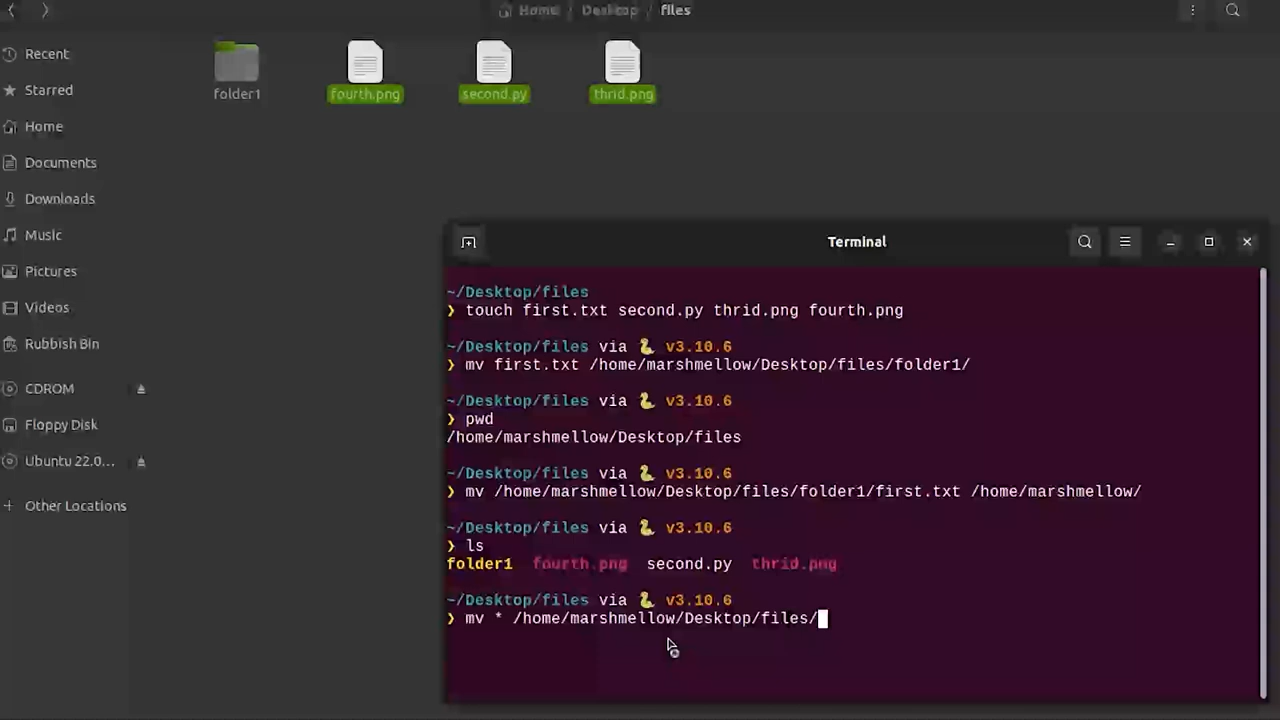 Home / Desktop / files
Recent
Starred
Home
Documents
Downloads
Music
Pictures
Videos
Rubbish Bin
CDROM
Floppy Disk
Ubuntu 22.0...
Other Locations
folder1
fourth.png
second.py
thrid.png
Terminal
~/Desktop/files
❯ touch first.txt second.py thrid.png fourth.png
~/Desktop/files via 🐍 v3.10.6
❯ mv first.txt /home/marshmellow/Desktop/files/folder1/
~/Desktop/files via 🐍 v3.10.6
❯ pwd
/home/marshmellow/Desktop/files
~/Desktop/files via 🐍 v3.10.6
❯ mv /home/marshmellow/Desktop/files/folder1/first.txt /home/marshmellow/
~/Desktop/files via 🐍 v3.10.6
❯ ls
folder1 fourth.png second.py thrid.png
~/Desktop/files via 🐍 v3.10.6
❯ mv * /home/marshmellow/Desktop/files/